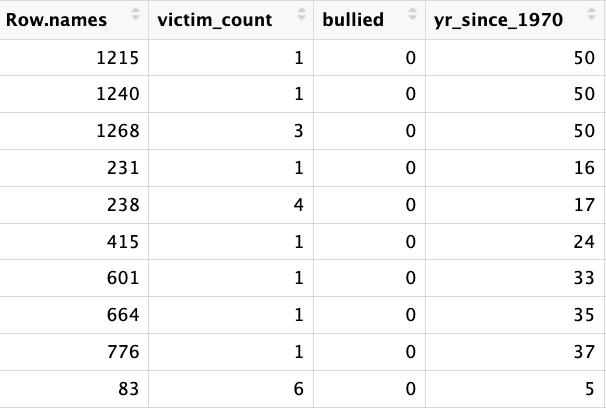 Row.names victim_count bullied yr_since_1970
1215 1 0 50
1240 1 0 50
1268 3 0 50
231 1 0 16
238 4 0 17
415 1 0 24
601 1 0 33
664 1 0 35
776 1 0 37
83 6 0 5